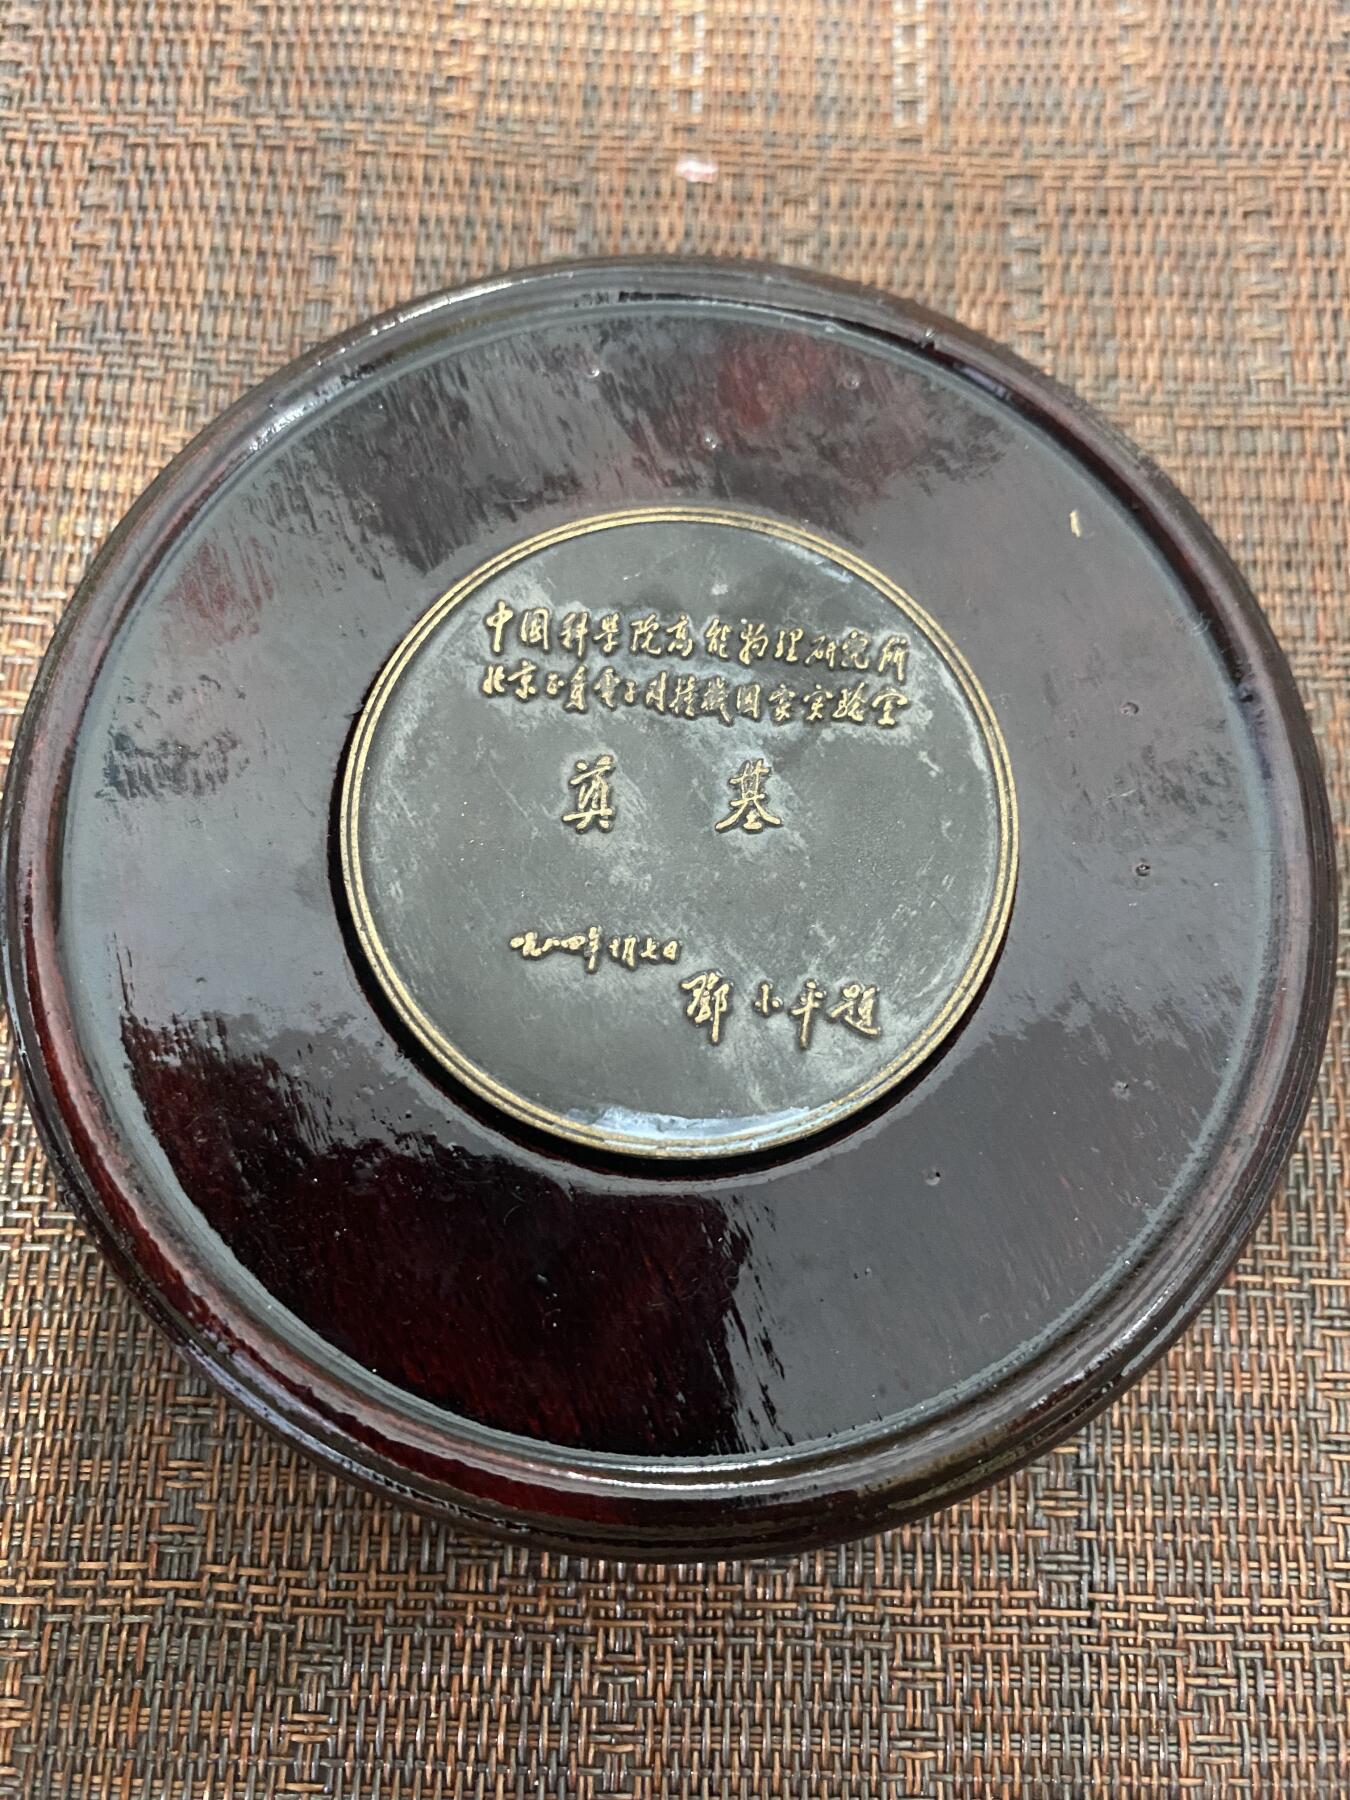 中国科学院高能物理研究所
北京正负电子对撞机国家实验室
奠基
一九八四年十月七日
鄧小平題